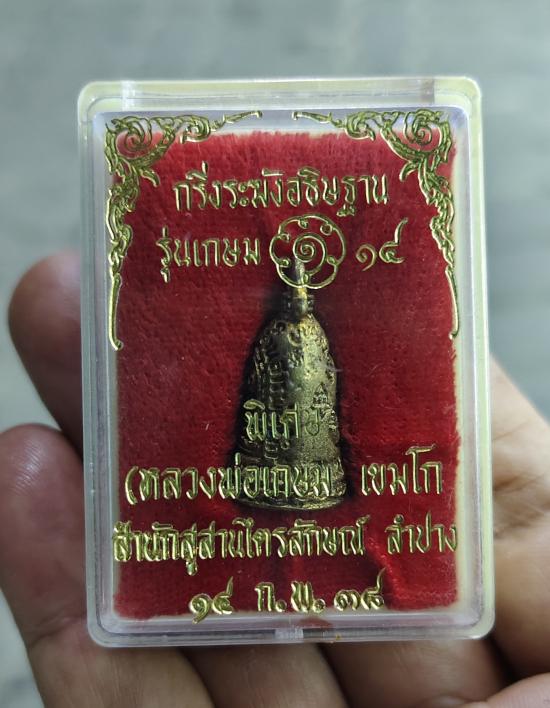 กริ่งระฆังอธิษฐาน
รุ่นเกษม ๑ ๑๔
พิเศษ
(หลวงพ่อเกษม เขมโก
สำนักสุสานไตรลักษณ์ ลำปาง
๑๔ ก.พ. ๓๘